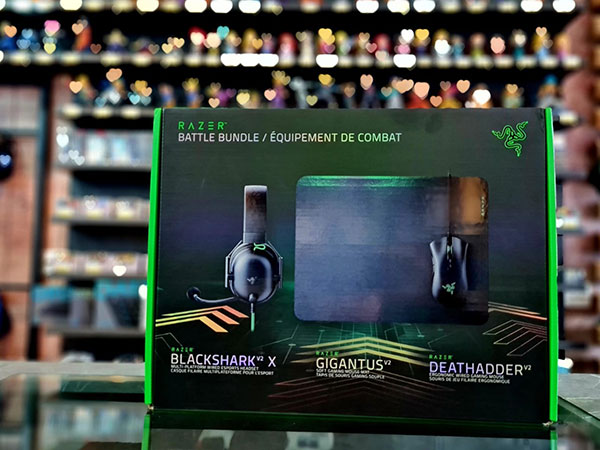 RAZER™
BATTLE BUNDLE / ÉQUIPEMENT DE COMBAT
RAZER
BLACKSHARK V2 X
MULTI-PLATFORM WIRED ESPORTS HEADSET
CASQUE FILAIRE MULTIPLATEFORME POUR L'ESPORT
RAZER
GIGANTUS V2
SOFT GAMING MOUSE MAT
TAPIS DE SOURIS GAMING SOUPLE
RAZER
DEATHADDER V2
ERGONOMIC WIRED GAMING MOUSE
SOURIS DE JEU FILAIRE ERGONOMIQUE